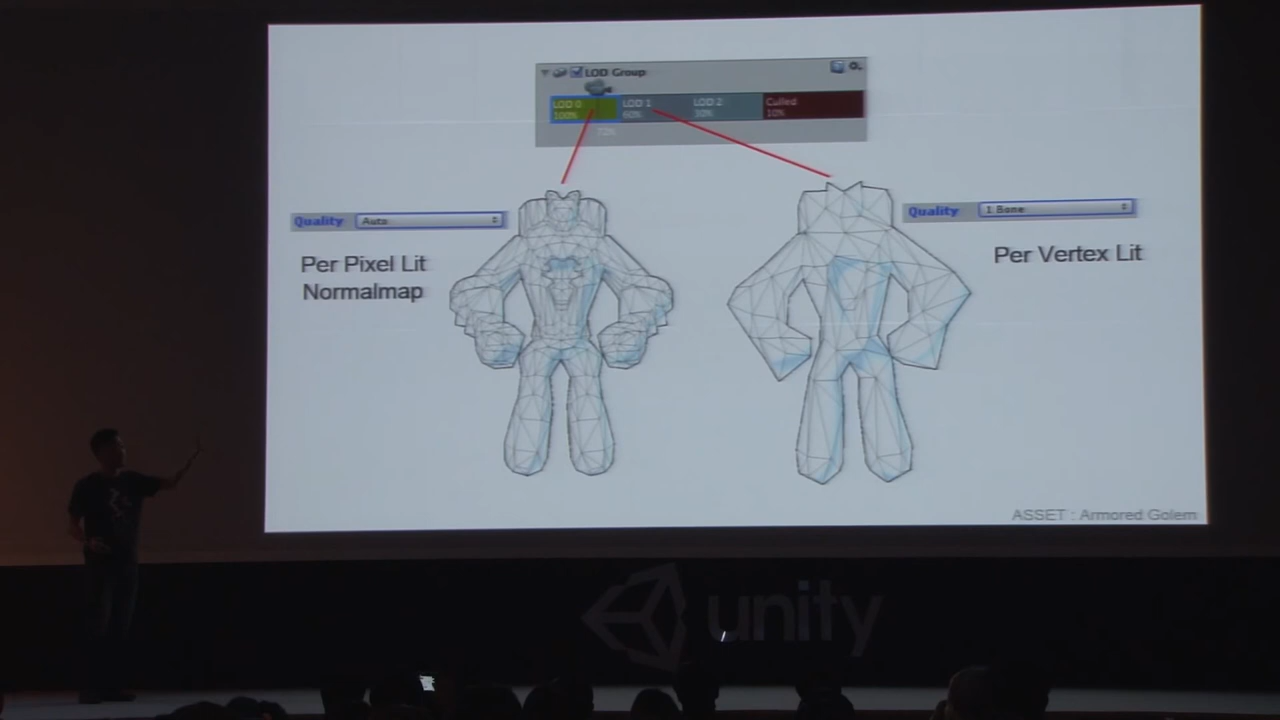 LOD Group
LOD 0
100%
LOD 1
60%
LOD 2
30%
Culled
10%
72%
Quality
Auto
Per Pixel Lit
Normalmap
Quality
1 Bone
Per Vertex Lit
ASSET : Armored Golem
unity